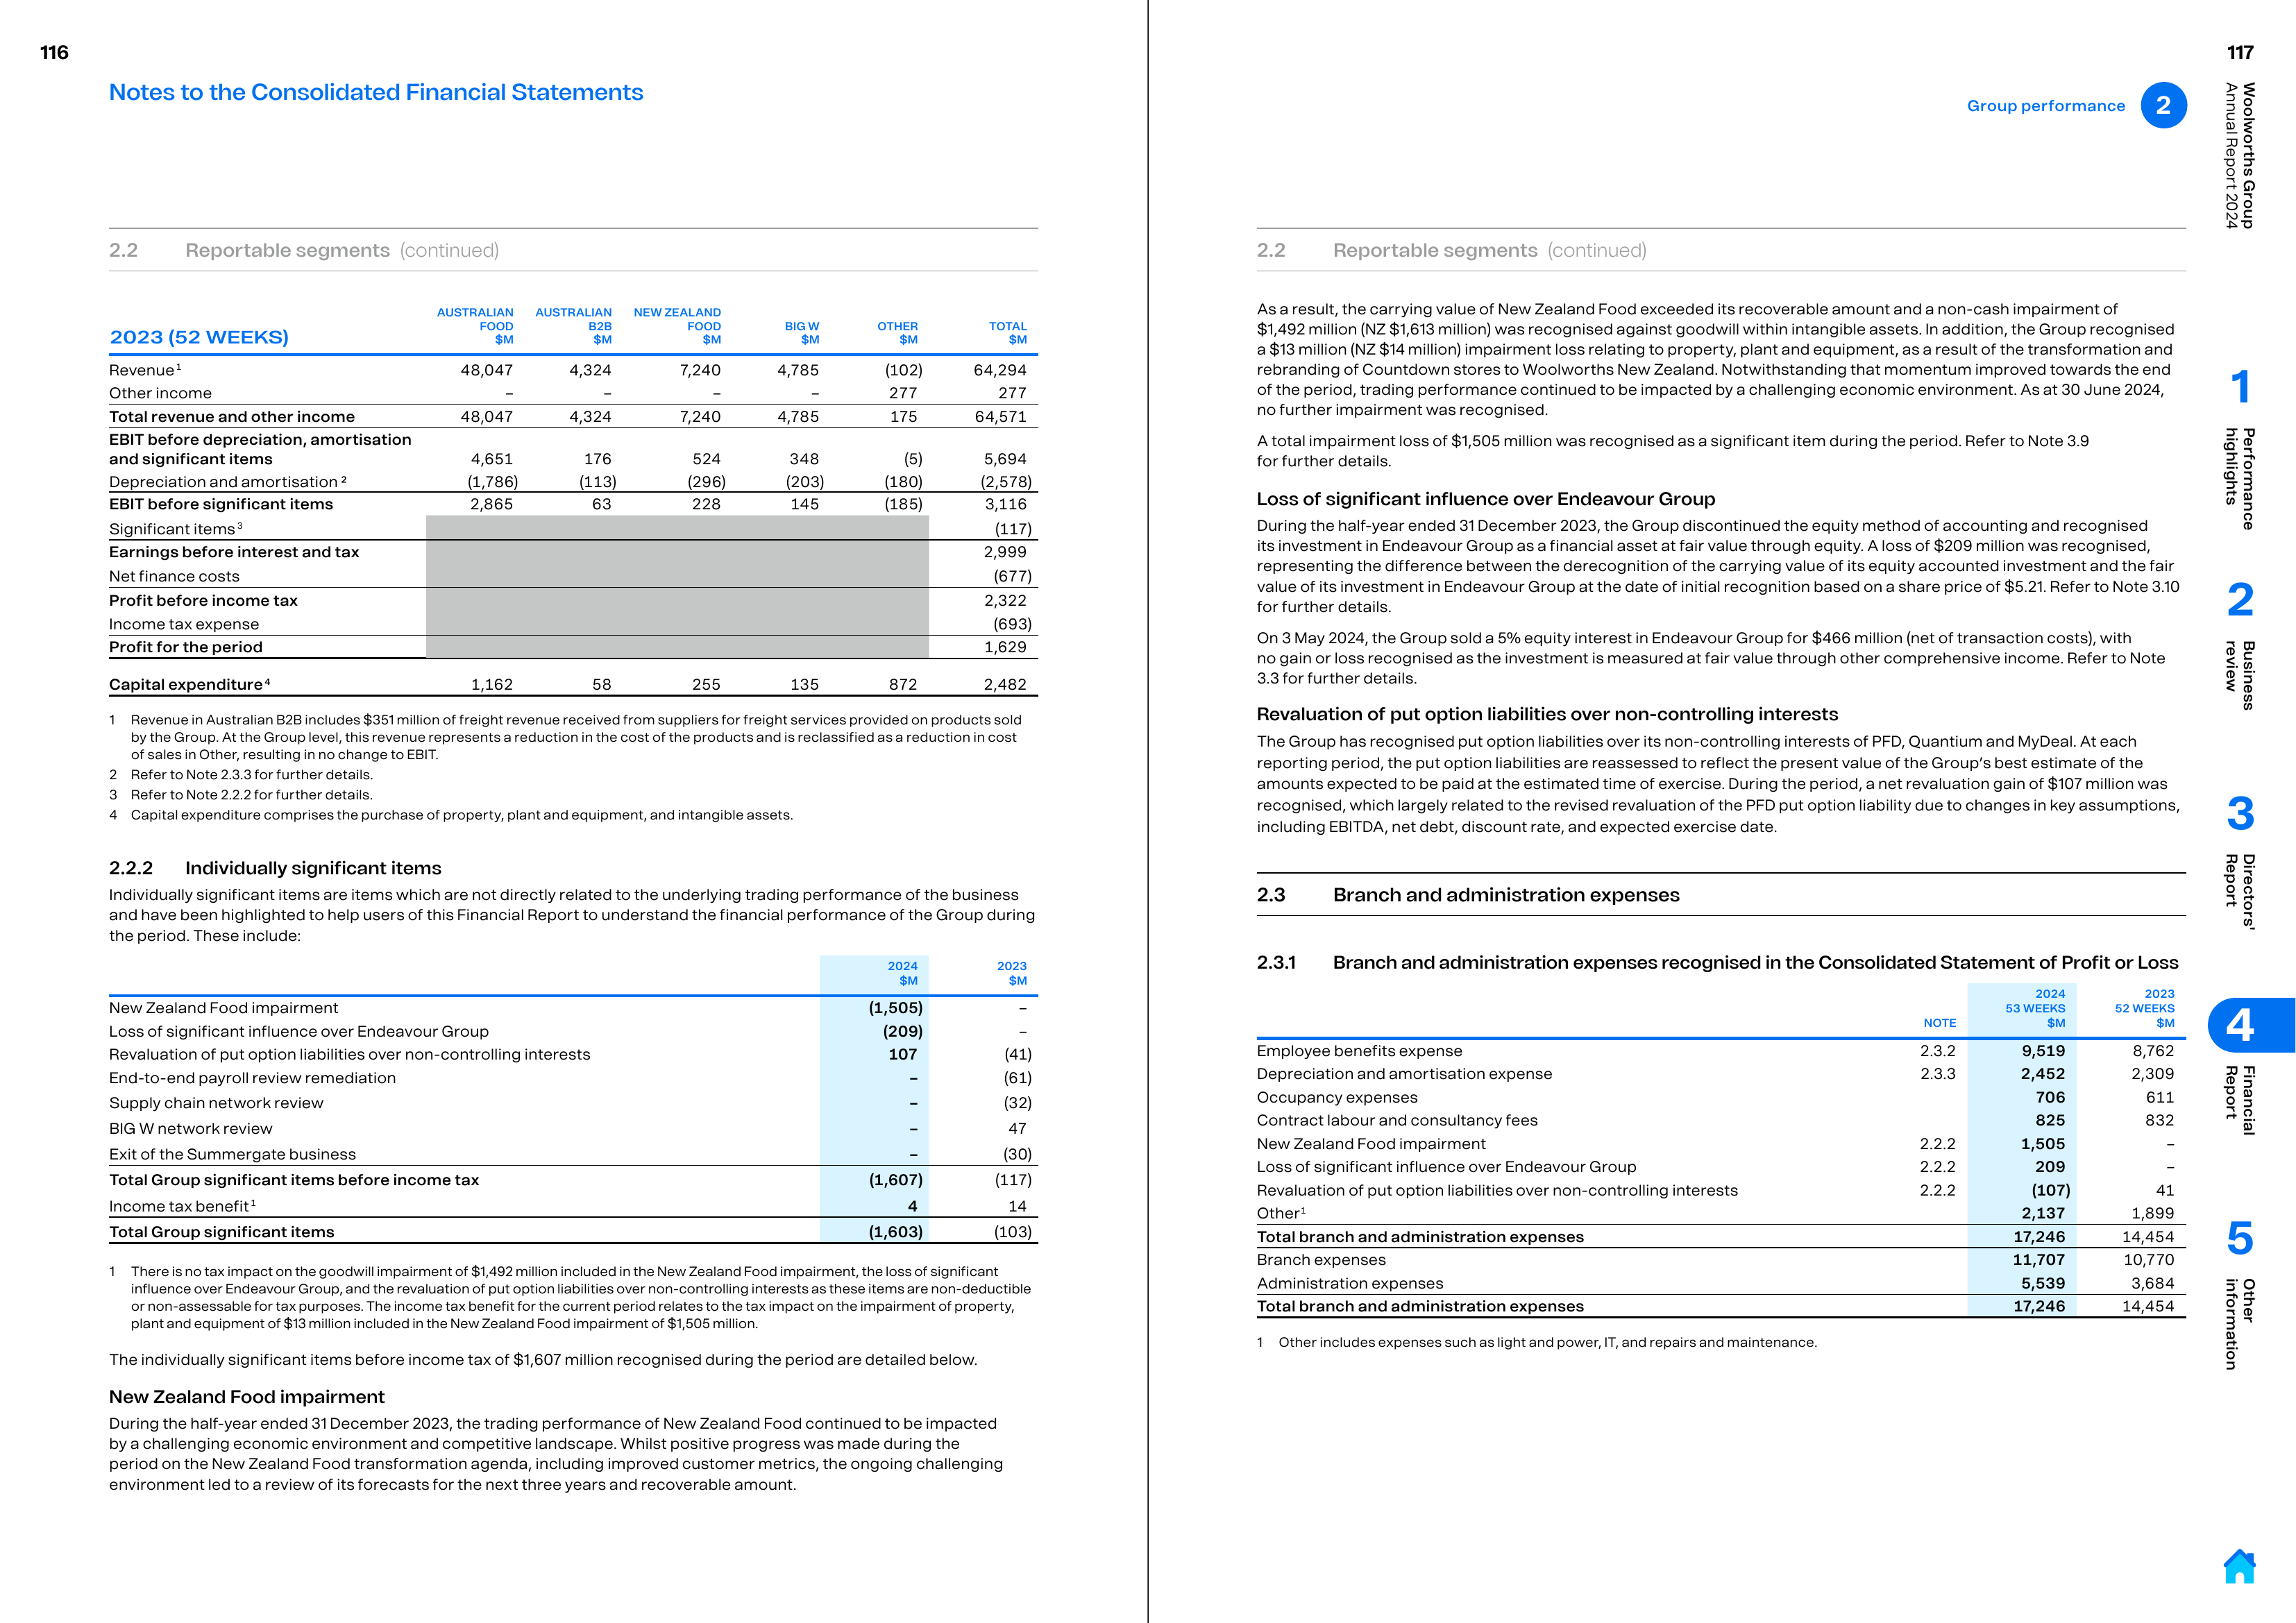 116
Notes to the Consolidated Financial Statements
2.2 Reportable segments (continued)
2023 (52 WEEKS) AUSTRALIAN FOOD $M AUSTRALIAN B2B $M NEW ZEALAND FOOD $M BIG W $M OTHER $M TOTAL $M
Revenue 1 48,047 4,324 7,240 4,785 (102) 64,294
Other income – – – – 277 277
Total revenue and other income 48,047 4,324 7,240 4,785 175 64,571
EBIT before depreciation, amortisation
and significant items 4,651 176 524 348 (5) 5,694
Depreciation and amortisation 2 (1,786) (113) (296) (203) (180) (2,578)
EBIT before significant items 2,865 63 228 145 (185) 3,116
Significant items 3 (117)
Earnings before interest and tax 2,999
Net finance costs (677)
Profit before income tax 2,322
Income tax expense (693)
Profit for the period 1,629
Capital expenditure 4 1,162 58 255 135 872 2,482
1 Revenue in Australian B2B includes $351 million of freight revenue received from suppliers for freight services provided on products sold
by the Group. At the Group level, this revenue represents a reduction in the cost of the products and is reclassified as a reduction in cost
of sales in Other, resulting in no change to EBIT.
2 Refer to Note 2.3.3 for further details.
3 Refer to Note 2.2.2 for further details.
4 Capital expenditure comprises the purchase of property, plant and equipment, and intangible assets.
2.2.2 Individually significant items
Individually significant items are items which are not directly related to the underlying trading performance of the business
and have been highlighted to help users of this Financial Report to understand the financial performance of the Group during
the period. These include:
2024 $M 2023 $M
New Zealand Food impairment (1,505) –
Loss of significant influence over Endeavour Group (209) –
Revaluation of put option liabilities over non-controlling interests 107 (41)
End-to-end payroll review remediation – (61)
Supply chain network review – (32)
BIG W network review – 47
Exit of the Summergate business – (30)
Total Group significant items before income tax (1,607) (117)
Income tax benefit 1 4 14
Total Group significant items (1,603) (103)
1 There is no tax impact on the goodwill impairment of $1,492 million included in the New Zealand Food impairment, the loss of significant
influence over Endeavour Group, and the revaluation of put option liabilities over non-controlling interests as these items are non-deductible
or non-assessable for tax purposes. The income tax benefit for the current period relates to the tax impact on the impairment of property,
plant and equipment of $13 million included in the New Zealand Food impairment of $1,505 million.
The individually significant items before income tax of $1,607 million recognised during the period are detailed below.
New Zealand Food impairment
During the half-year ended 31 December 2023, the trading performance of New Zealand Food continued to be impacted
by a challenging economic environment and competitive landscape. Whilst positive progress was made during the
period on the New Zealand Food transformation agenda, including improved customer metrics, the ongoing challenging
environment led to a review of its forecasts for the next three years and recoverable amount.
Group performance 2
2.2 Reportable segments (continued)
As a result, the carrying value of New Zealand Food exceeded its recoverable amount and a non-cash impairment of
$1,492 million (NZ $1,613 million) was recognised against goodwill within intangible assets. In addition, the Group recognised
a $13 million (NZ $14 million) impairment loss relating to property, plant and equipment, as a result of the transformation and
rebranding of Countdown stores to Woolworths New Zealand. Notwithstanding that momentum improved towards the end
of the period, trading performance continued to be impacted by a challenging economic environment. As at 30 June 2024,
no further impairment was recognised.
A total impairment loss of $1,505 million was recognised as a significant item during the period. Refer to Note 3.9
for further details.
Loss of significant influence over Endeavour Group
During the half-year ended 31 December 2023, the Group discontinued the equity method of accounting and recognised
its investment in Endeavour Group as a financial asset at fair value through equity. A loss of $209 million was recognised,
representing the difference between the derecognition of the carrying value of its equity accounted investment and the fair
value of its investment in Endeavour Group at the date of initial recognition based on a share price of $5.21. Refer to Note 3.10
for further details.
On 3 May 2024, the Group sold a 5% equity interest in Endeavour Group for $466 million (net of transaction costs), with
no gain or loss recognised as the investment is measured at fair value through other comprehensive income. Refer to Note
3.3 for further details.
Revaluation of put option liabilities over non-controlling interests
The Group has recognised put option liabilities over its non-controlling interests of PFD, Quantium and MyDeal. At each
reporting period, the put option liabilities are reassessed to reflect the present value of the Group's best estimate of the
amounts expected to be paid at the estimated time of exercise. During the period, a net revaluation gain of $107 million was
recognised, which largely related to the revised revaluation of the PFD put option liability due to changes in key assumptions,
including EBITDA, net debt, discount rate, and expected exercise date.
2.3 Branch and administration expenses
2.3.1 Branch and administration expenses recognised in the Consolidated Statement of Profit or Loss
NOTE 2024 53 WEEKS $M 2023 52 WEEKS $M
Employee benefits expense 2.3.2 9,519 8,762
Depreciation and amortisation expense 2.3.3 2,452 2,309
Occupancy expenses 706 611
Contract labour and consultancy fees 825 832
New Zealand Food impairment 2.2.2 1,505 –
Loss of significant influence over Endeavour Group 2.2.2 209 –
Revaluation of put option liabilities over non-controlling interests 2.2.2 (107) 41
Other 1 2,137 1,899
Total branch and administration expenses 17,246 14,454
Branch expenses 11,707 10,770
Administration expenses 5,539 3,684
Total branch and administration expenses 17,246 14,454
1 Other includes expenses such as light and power, IT, and repairs and maintenance.
117
Woolworths Group
Annual Report 2024
1
Performance
highlights
2
Business
review
3
Directors'
Report
4
Financial
Report
5
Other
information